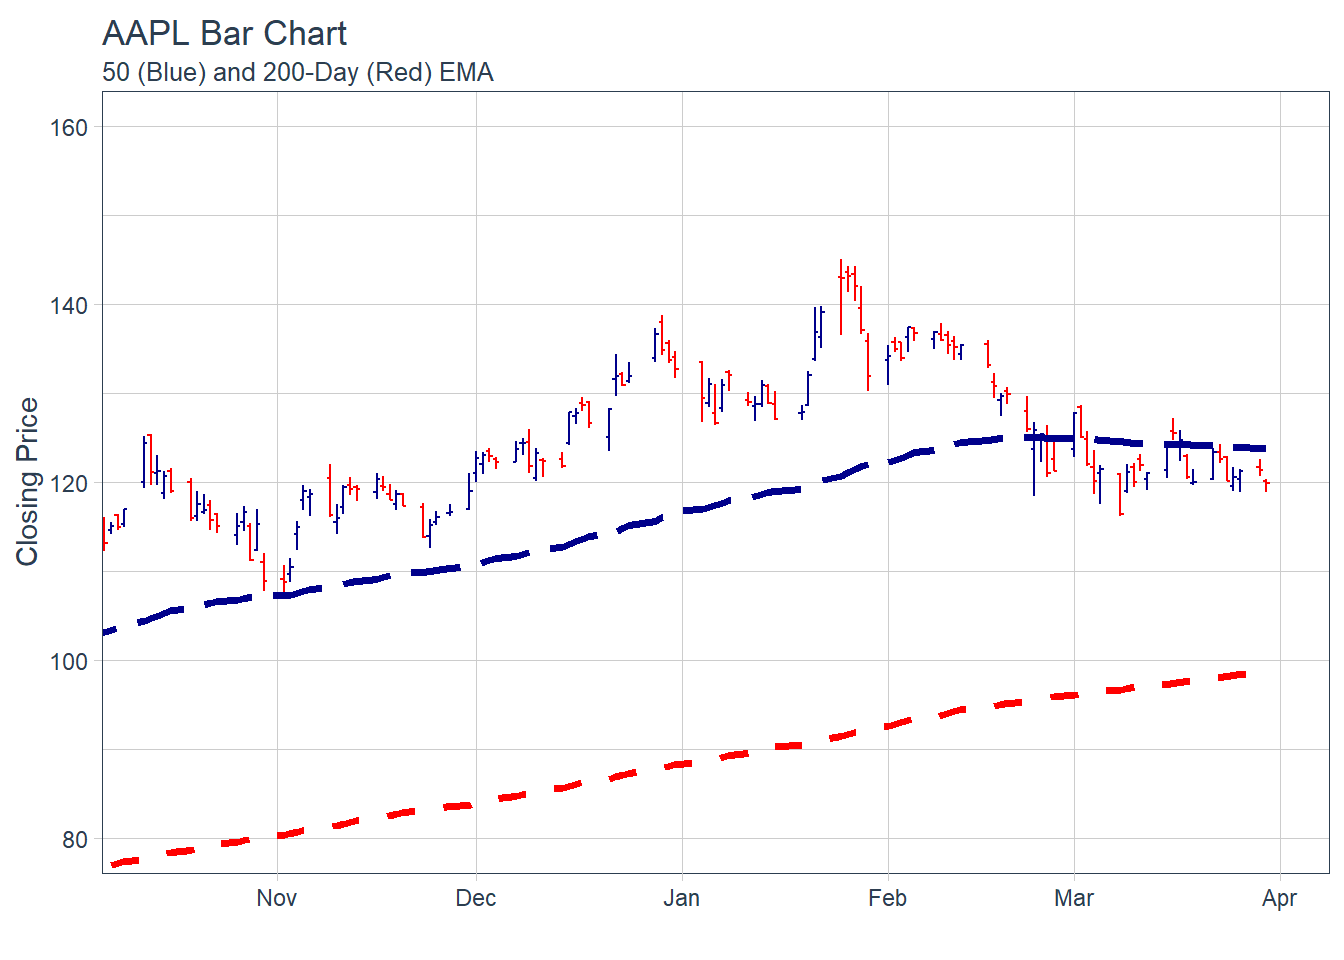 AAPL Bar Chart
50 (Blue) and 200-Day (Red) EMA
160
140
120
100
80
Closing Price
Nov Dec Jan Feb Mar Apr